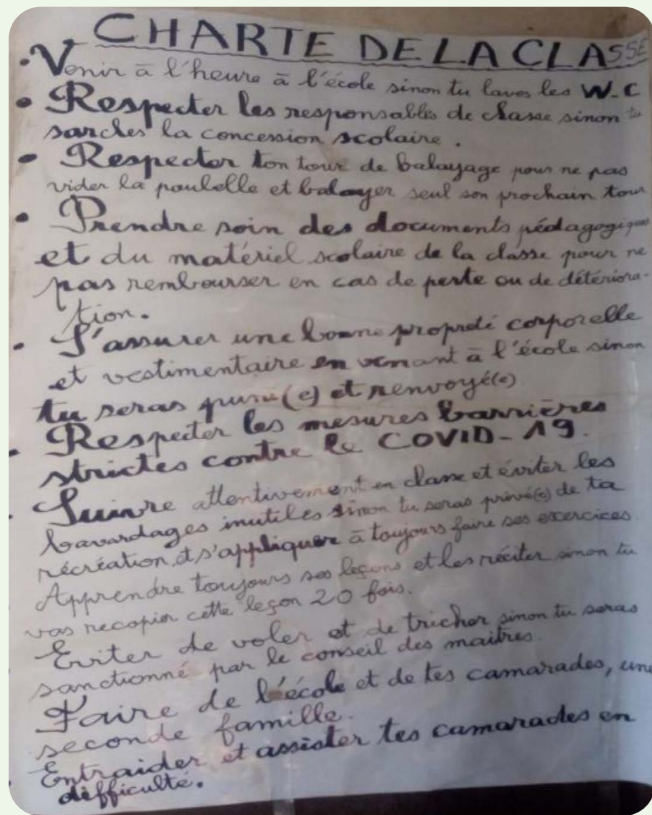 CHARTE DE LA CLASSE
• Venir à l'heure à l'école sinon tu laves les W-C
• Respecter les responsables de classe sinon tu
sarcles la concession scolaire.
• Respecter ton tour de balayage pour ne pas
vider la poubelle et balayer seul son prochain tour
• Prendre soin des documents pédagogiques
et du matériel scolaire de la classe pour ne
pas rembourser en cas de perte ou de détériora-
tion.
• S'assurer une bonne propreté corporelle
et vestimentaire en venant à l'école sinon
tu seras puni(e) et renvoyé(e)
• Respecter les mesures barrières
strictes contre le COVID-19.
• Suivre attentivement en classe et éviter les
bavardages inutiles sinon tu seras privé(e) de ta
récréation et s'appliquer à toujours faire ses exercices
Apprendre toujours ses leçons et les réciter sinon tu
vas recopier cette leçon 20 fois.
Eviter de voler et de tricher sinon tu seras
sanctionné par le conseil des maîtres.
Faire de l'école et de tes camarades, une
seconde famille.
Entraider et assister tes camarades en
difficulté.